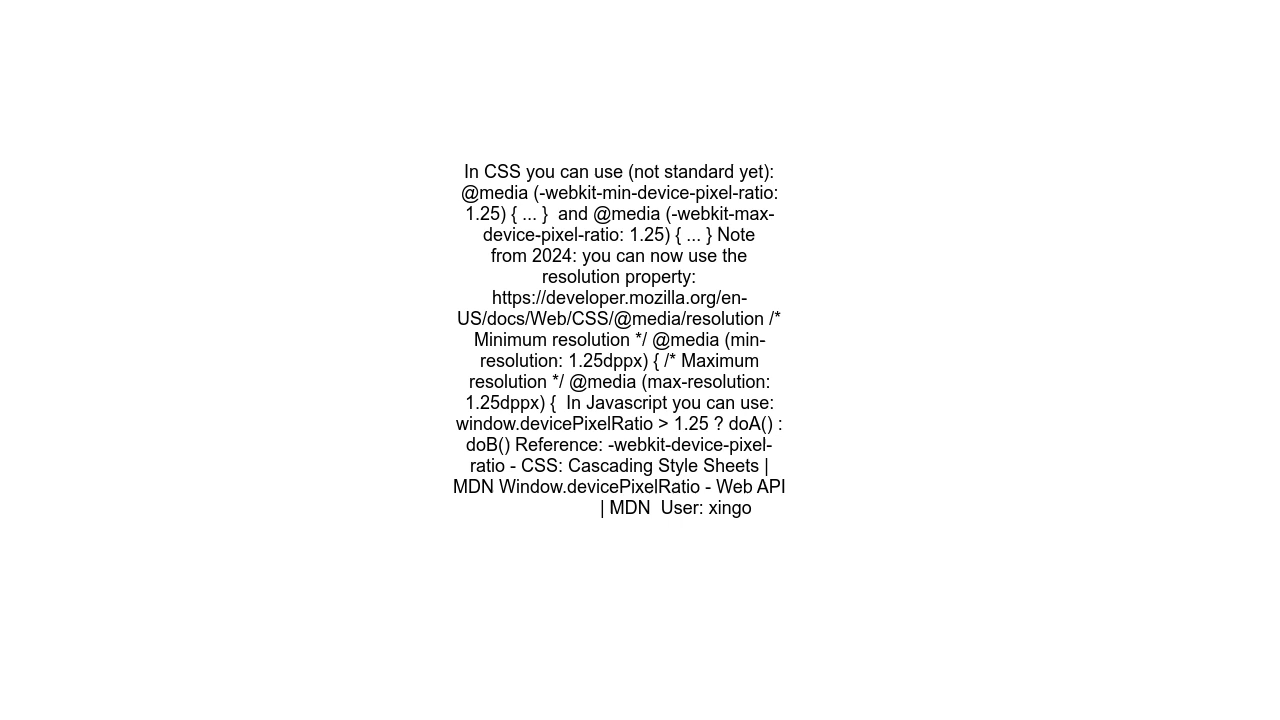 In CSS you can use (not standard yet):
@media (-webkit-min-device-pixel-ratio:
1.25) { ... }  and @media (-webkit-max-
device-pixel-ratio: 1.25) { ... } Note
from 2024: you can now use the
resolution property:
https://developer.mozilla.org/en-
US/docs/Web/CSS/@media/resolution /*
Minimum resolution */ @media (min-
resolution: 1.25dppx) { /* Maximum
resolution */ @media (max-resolution:
1.25dppx) {  In Javascript you can use:
window.devicePixelRatio > 1.25 ? doA() :
doB() Reference: -webkit-device-pixel-
ratio - CSS: Cascading Style Sheets |
MDN Window.devicePixelRatio - Web API
| MDN  User: xingo